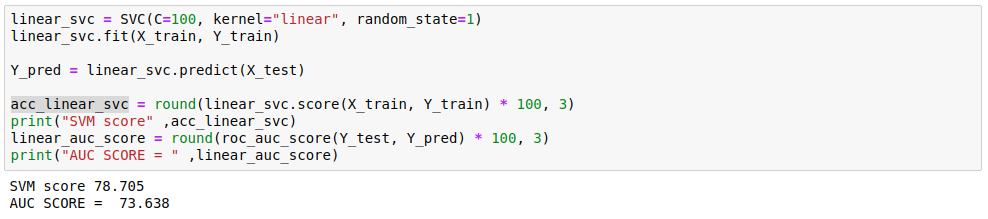 linear_svc = SVC(C=100, kernel="linear", random_state=1)
linear_svc.fit(X_train, Y_train)
Y_pred = linear_svc.predict(X_test)
acc_linear_svc = round(linear_svc.score(X_train, Y_train) * 100, 3)
print("SVM score" ,acc_linear_svc)
linear_auc_score = round(roc_auc_score(Y_test, Y_pred) * 100, 3)
print("AUC SCORE = " ,linear_auc_score)
SVM score 78.705
AUC SCORE =  73.638